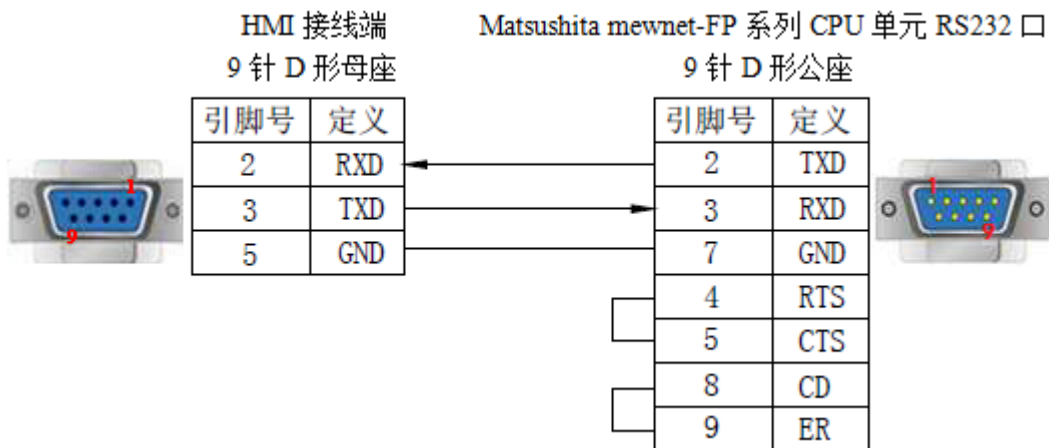 HMI 接线端
9 针 D 形母座
引脚号 定义
2 RXD
3 TXD
5 GND
1
9
Matsushita mewnet-FP 系列 CPU 单元 RS232 口
9 针 D 形公座
引脚号 定义
2 TXD
3 RXD
7 GND
4 RTS
5 CTS
8 CD
9 ER
1
9